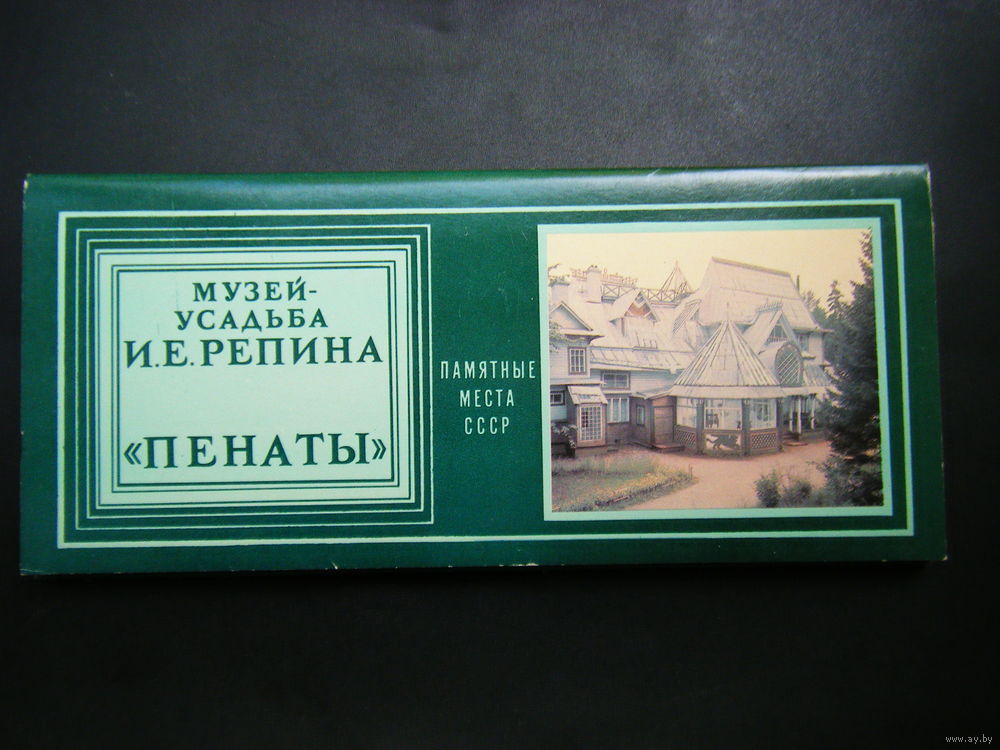 МУЗЕЙ-
УСАДЬБА
И.Е.РЕПИНА
«ПЕНАТЫ»
ПАМЯТНЫЕ
МЕСТА
СССР
www.ay.by